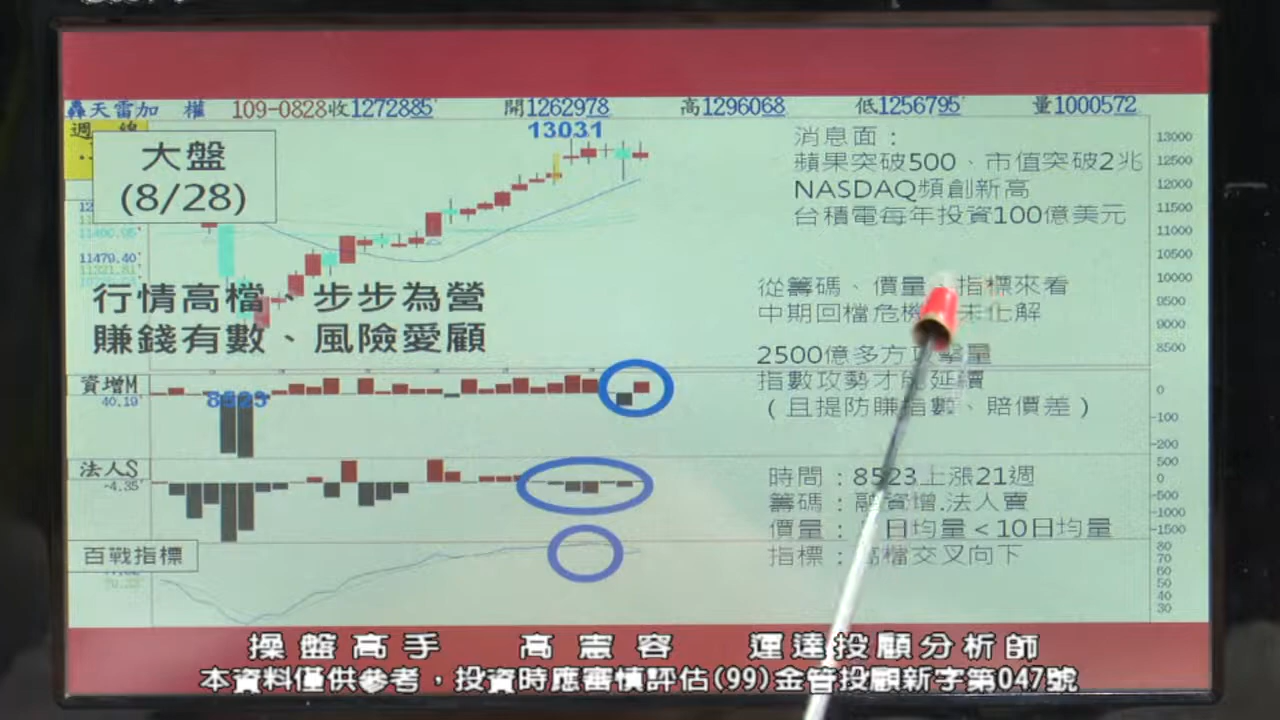 轟天雷加 權 109-0828收1272885 開1262978 高1296068 低1256795 量1000572
週 線
大盤
(8/28)
13031
消息面：
蘋果突破500、市值突破2兆
NASDAQ頻創新高
台積電每年投資100億美元
13000
12500
12000
11500
11000
10500
10000
9500
9000
8500
11479.40
行情高檔、步步為營
賺錢有數、風險愛顧
從籌碼、價量、指標來看
中期回檔危機 未化解
2500億多方攻擊量
指數攻勢才能延續
（且提防賺指數、賠價差）
資增M
40.19
8523
0
-100
-200
法人S
-4.35
500
0
-500
-1000
-1500
時間：8523上漲21週
籌碼：融資增.法人賣
價量： 日均量＜10日均量
指標：高檔交叉向下
百戰指標
80
70
60
50
40
30
操盤高手 高憲容 運達投顧分析師
本資料僅供參考，投資時應審慎評估(99)金管投顧新字第047號